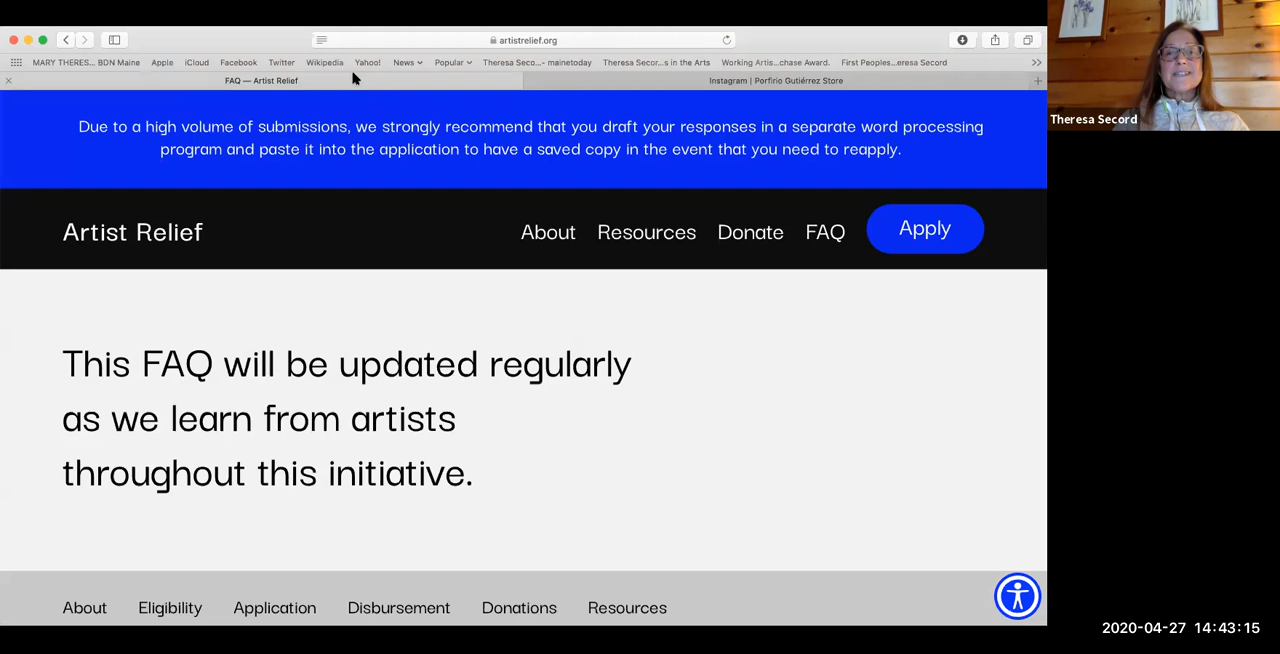 artistrelief.org
MARY THERES... BDN Maine Apple iCloud Facebook Twitter Wikipedia Yahoo! News Popular Theresa Seco...- mainetoday Theresa Secor...s in the Arts Working Artis...chase Award. First Peoples...eresa Secord
FAQ — Artist Relief Instagram | Porfirio Gutiérrez Store
Theresa Secord
Due to a high volume of submissions, we strongly recommend that you draft your responses in a separate word processing
program and paste it into the application to have a saved copy in the event that you need to reapply.
Artist Relief About Resources Donate FAQ Apply
This FAQ will be updated regularly
as we learn from artists
throughout this initiative.
About Eligibility Application Disbursement Donations Resources
2020-04-27 14:43:15